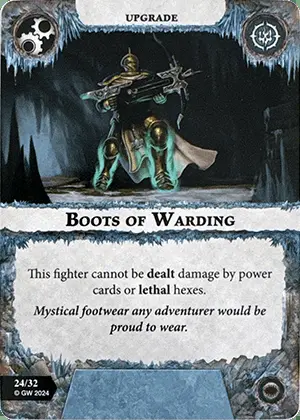 UPGRADE
BOOTS OF WARDING
This fighter cannot be dealt damage by power
cards or lethal hexes.
Mystical footwear any adventurer would be
proud to wear.
24/32
© GW 2024